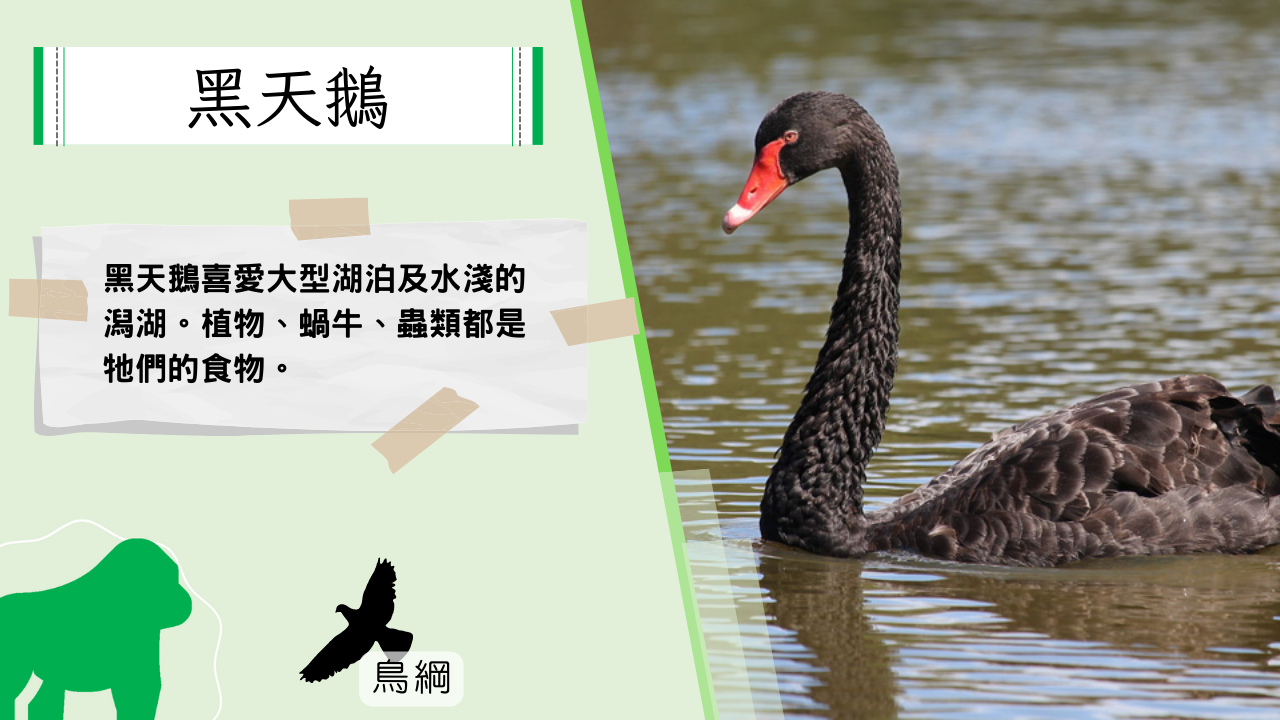 黑天鵝
黑天鵝喜愛大型湖泊及水淺的
潟湖。植物、蝸牛、蟲類都是
牠們的食物。
鳥綱